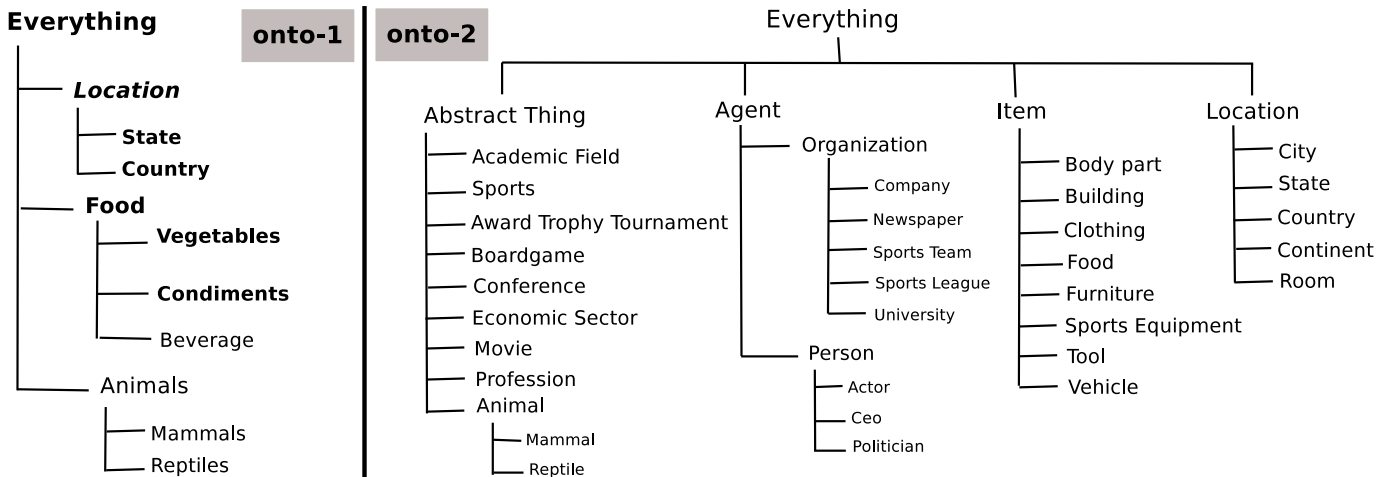 Everything
onto-1
Location
State
Country
Food
Vegetables
Condiments
Beverage
Animals
Mammals
Reptiles
onto-2
Everything
Abstract Thing
Academic Field
Sports
Award Trophy Tournament
Boardgame
Conference
Economic Sector
Movie
Profession
Animal
Mammal
Reptile
Agent
Organization
Company
Newspaper
Sports Team
Sports League
University
Person
Actor
Ceo
Politician
Item
Body part
Building
Clothing
Food
Furniture
Sports Equipment
Tool
Vehicle
Location
City
State
Country
Continent
Room